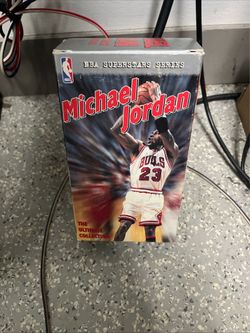 NBA SUPERSTARS SERIES
Michael
Jordan
BULLS
23
THE
ULTIMATE
COLLECTION